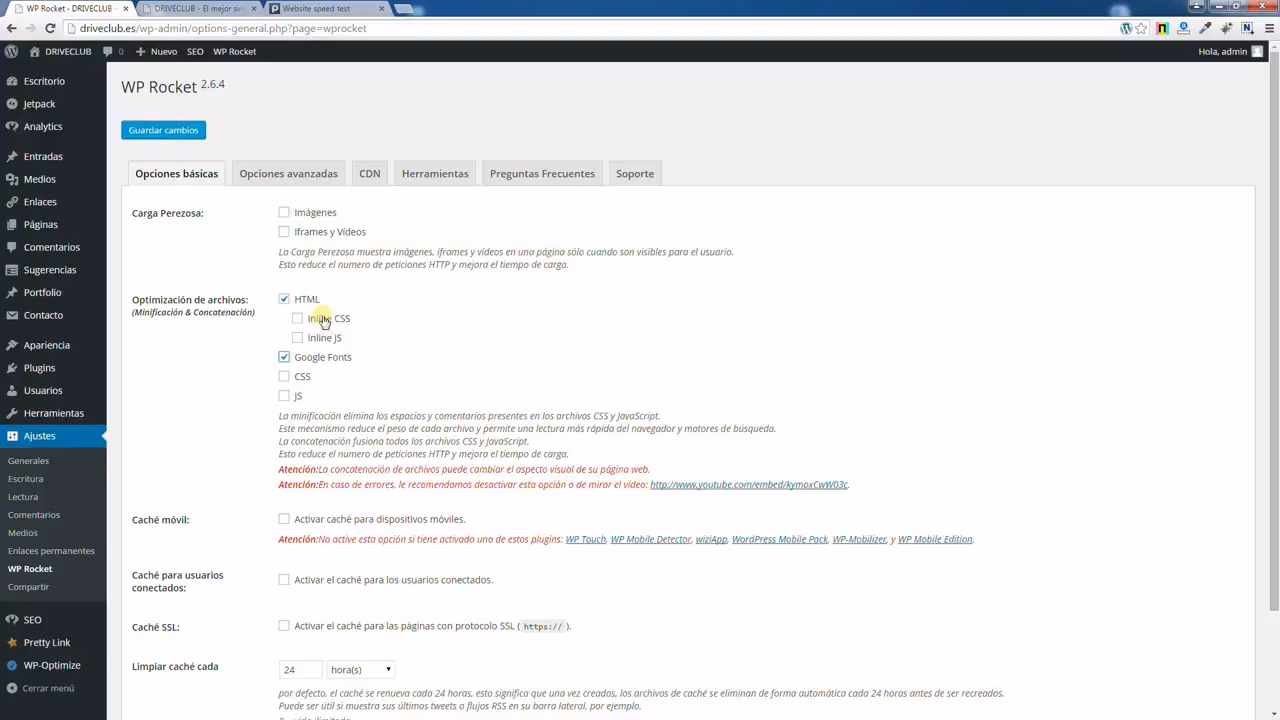 WP Rocket ‹ DRIVECLUB
DRIVECLUB - El mejor sim
Website speed test
driveclub.es/wp-admin/options-general.php?page=wprocket
DRIVECLUB
0
Nuevo
SEO
WP Rocket
Hola, admin
Escritorio
Jetpack
Analytics
Entradas
Medios
Enlaces
Páginas
Comentarios
Sugerencias
Portfolio
Contacto
Apariencia
Plugins
Usuarios
Herramientas
Ajustes
Generales
Escritura
Lectura
Comentarios
Medios
Enlaces permanentes
WP Rocket
Compartir
SEO
Pretty Link
WP-Optimize
Cerrar menú
WP Rocket 2.6.4
Guardar cambios
Opciones básicas
Opciones avanzadas
CDN
Herramientas
Preguntas Frecuentes
Soporte
Carga Perezosa:
Imágenes
Iframes y Vídeos
La Carga Perezosa muestra imágenes, iframes y vídeos en una página sólo cuando son visibles para el usuario.
Esto reduce el numero de peticiones HTTP y mejora el tiempo de carga.
Optimización de archivos:
(Minificación & Concatenación)
HTML
Inline CSS
Inline JS
Google Fonts
CSS
JS
La minificación elimina los espacios y comentarios presentes en los archivos CSS y JavaScript.
Este mecanismo reduce el peso de cada archivo y permite una lectura más rápida del navegador y motores de búsqueda.
La concatenación fusiona todos los archivos CSS y JavaScript.
Esto reduce el numero de peticiones HTTP y mejora el tiempo de carga.
Atención:La concatenación de archivos puede cambiar el aspecto visual de su página web.
Atención:En caso de errores, le recomendamos desactivar esta opción o de mirar el vídeo: http://www.youtube.com/embed/kymoxCwW03c.
Caché móvil:
Activar caché para dispositivos móviles.
Atención:No active esta opción si tiene activado uno de estos plugins: WP Touch, WP Mobile Detector, wiziApp, WordPress Mobile Pack, WP-Mobilizer, y WP Mobile Edition.
Caché para usuarios
conectados:
Activar el caché para los usuarios conectados.
Caché SSL:
Activar el caché para las páginas con protocolo SSL ( https:// ).
Limpiar caché cada
24
hora(s)
por defecto, el caché se renueva cada 24 horas, esto significa que una vez creados, los archivos de caché se eliminan de forma automática cada 24 horas antes de ser recreados.
Puede ser útil si muestra sus últimos tweets o flujos RSS en su barra lateral, por ejemplo.